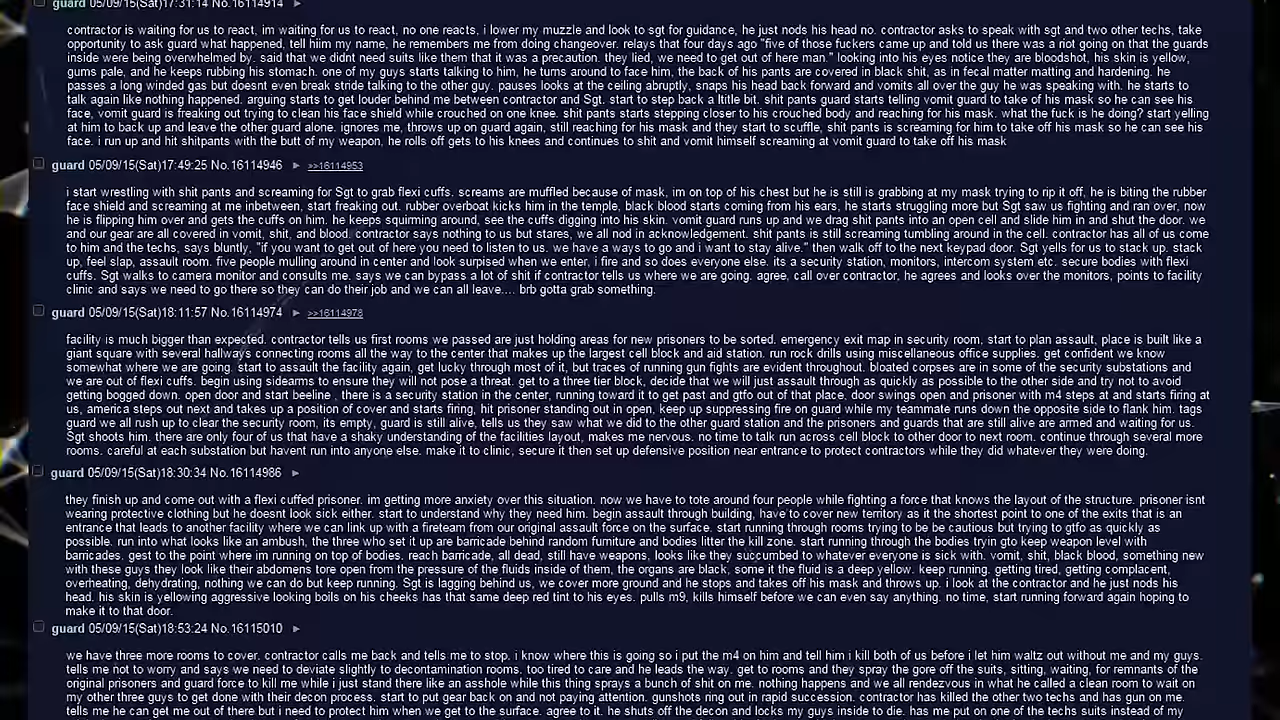 guard 05/09/15(Sat)17:31:14 No.16114914 ►
contractor is waiting for us to react, im waiting for us to react, no one reacts, i lower my muzzle and look to sgt for guidance, he just nods his head no. contractor asks to speak with sgt and two other techs, take
opportunity to ask guard what happened, tell hiim my name, he remembers me from doing changeover. relays that four days ago "five of those fuckers came up and told us there was a riot going on that the guards
inside were being overwhelmed by. said that we didnt need suits like them that it was a precaution. they lied, we need to get out of here man." looking into his eyes notice they are bloodshot, his skin is yellow,
gums pale, and he keeps rubbing his stomach. one of my guys starts talking to him, he turns around to face him, the back of his pants are covered in black shit, as in fecal matter matting and hardening. he
passes a long winded gas but doesnt even break stride talking to the other guy. pauses looks at the ceiling abruptly, snaps his head back forward and vomits all over the guy he was speaking with. he starts to
talk again like nothing happened. arguing starts to get louder behind me between contractor and Sgt. start to step back a ltitle bit. shit pants guard starts telling vomit guard to take of his mask so he can see his
face, vomit guard is freaking out trying to clean his face shield while crouched on one knee. shit pants starts stepping closer to his crouched body and reaching for his mask. what the fuck is he doing? start yelling
at him to back up and leave the other guard alone. ignores me, throws up on guard again, still reaching for his mask and they start to scuffle, shit pants is screaming for him to take off his mask so he can see his
face. i run up and hit shitpants with the butt of my weapon, he rolls off gets to his knees and continues to shit and vomit himself screaming at vomit guard to take off his mask
guard 05/09/15(Sat)17:49:25 No.16114946 ► >>16114953
i start wrestling with shit pants and screaming for Sgt to grab flexi cuffs. screams are muffled because of mask, im on top of his chest but he is still is grabbing at my mask trying to rip it off, he is biting the rubber
face shield and screaming at me inbetween, start freaking out. rubber overboat kicks him in the temple, black blood starts coming from his ears, he starts struggling more but Sgt saw us fighting and ran over, now
he is flipping him over and gets the cuffs on him. he keeps squirming around, see the cuffs digging into his skin. vomit guard runs up and we drag shit pants into an open cell and slide him in and shut the door. we
and our gear are all covered in vomit, shit, and blood. contractor says nothing to us but stares, we all nod in acknowledgement. shit pants is still screaming tumbling around in the cell. contractor has all of us come
to him and the techs, says bluntly, "if you want to get out of here you need to listen to us. we have a ways to go and i want to stay alive." then walk off to the next keypad door. Sgt yells for us to stack up. stack
up, feel slap, assault room. five people mulling around in center and look surpised when we enter, i fire and so does everyone else. its a security station, monitors, intercom system etc. secure bodies with flexi
cuffs. Sgt walks to camera monitor and consults me. says we can bypass a lot of shit if contractor tells us where we are going. agree, call over contractor, he agrees and looks over the monitors, points to facility
clinic and says we need to go there so they can do their job and we can all leave.... brb gotta grab something.
guard 05/09/15(Sat)18:11:57 No.16114974 ► >>16114978
facility is much bigger than expected. contractor tells us first rooms we passed are just holding areas for new prisoners to be sorted. emergency exit map in security room, start to plan assault, place is built like a
giant square with several hallways connecting rooms all the way to the center that makes up the largest cell block and aid station. run rock drills using miscellaneous office supplies. get confident we know
somewhat where we are going. start to assault the facility again, get lucky through most of it, but traces of running gun fights are evident throughout. bloated corpses are in some of the security substations and
we are out of flexi cuffs. begin using sidearms to ensure they will not pose a threat. get to a three tier block, decide that we will just assault through as quickly as possible to the other side and try not to avoid
getting bogged down. open door and start beeline , there is a security station in the center, running toward it to get past and gtfo out of that place. door swings open and prisoner with m4 steps at and starts firing at
us, america steps out next and takes up a position of cover and starts firing, hit prisoner standing out in open, keep up suppressing fire on guard while my teammate runs down the opposite side to flank him. tags
guard we all rush up to clear the security room, its empty, guard is still alive, tells us they saw what we did to the other guard station and the prisoners and guards that are still alive are armed and waiting for us.
Sgt shoots him. there are only four of us that have a shaky understanding of the facilities layout, makes me nervous. no time to talk run across cell block to other door to next room. continue through several more
rooms. careful at each substation but havent run into anyone else. make it to clinic, secure it then set up defensive position near entrance to protect contractors while they did whatever they were doing.
guard 05/09/15(Sat)18:30:34 No.16114986 ►
they finish up and come out with a flexi cuffed prisoner. im getting more anxiety over this situation. now we have to tote around four people while fighting a force that knows the layout of the structure. prisoner isnt
wearing protective clothing but he doesnt look sick either. start to understand why they need him. begin assault through building, have to cover new territory as it the shortest point to one of the exits that is an
entrance that leads to another facility where we can link up with a fireteam from our original assault force on the surface. start running through rooms trying to be be cautious but trying to gtfo as quickly as
possible. run into what looks like an ambush, the three who set it up are barricade behind random furniture and bodies litter the kill zone. start running through the bodies tryin gto keep weapon level with
barricades. gest to the point where im running on top of bodies. reach barricade, all dead, still have weapons, looks like they succumbed to whatever everyone is sick with. vomit, shit, black blood, something new
with these guys they look like their abdomens tore open from the pressure of the fluids inside of them, the organs are black, some it the fluid is a deep yellow. keep running. getting tired, getting complacent,
overheating, dehydrating, nothing we can do but keep running. Sgt is lagging behind us, we cover more ground and he stops and takes off his mask and throws up. i look at the contractor and he just nods his
head. his skin is yellowing aggressive looking boils on his cheeks has that same deep red tint to his eyes. pulls m9, kills himself before we can even say anything. no time, start running forward again hoping to
make it to that door.
guard 05/09/15(Sat)18:53:24 No.16115010 ►
we have three more rooms to cover. contractor calls me back and tells me to stop. i know where this is going so i put the m4 on him and tell him i kill both of us before i let him waltz out without me and my guys.
tells me not to worry and says we need to deviate slightly to decontamination rooms. too tired to care and he leads the way. get to rooms and they spray the gore off the suits, sitting, waiting, for remnants of the
original prisoners and guard force to kill me while i just stand there like an asshole while this thing sprays a bunch of shit on me. nothing happens and we all rendezvous in what he called a clean room to wait on
my other three guys to get done with their decon process. start to put gear back on and not paying attention. gunshots ring out in rapid succession. contractor has killed the other two techs and has gun on me.
tells me he can get me out of there but i need to protect him when we get to the surface. agree to it. he shuts off the decon and locks my guys inside to die. has me put on one of the techs suits instead of my